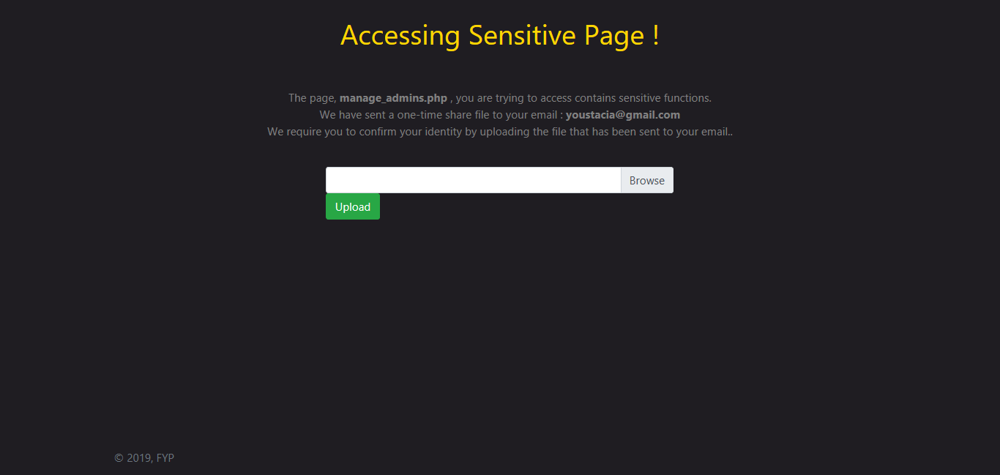 Accessing Sensitive Page !
The page, manage_admins.php , you are trying to access contains sensitive functions.
We have sent a one-time share file to your email : youstacia@gmail.com
We require you to confirm your identity by uploading the file that has been sent to your email..
Browse
Upload
© 2019, FYP